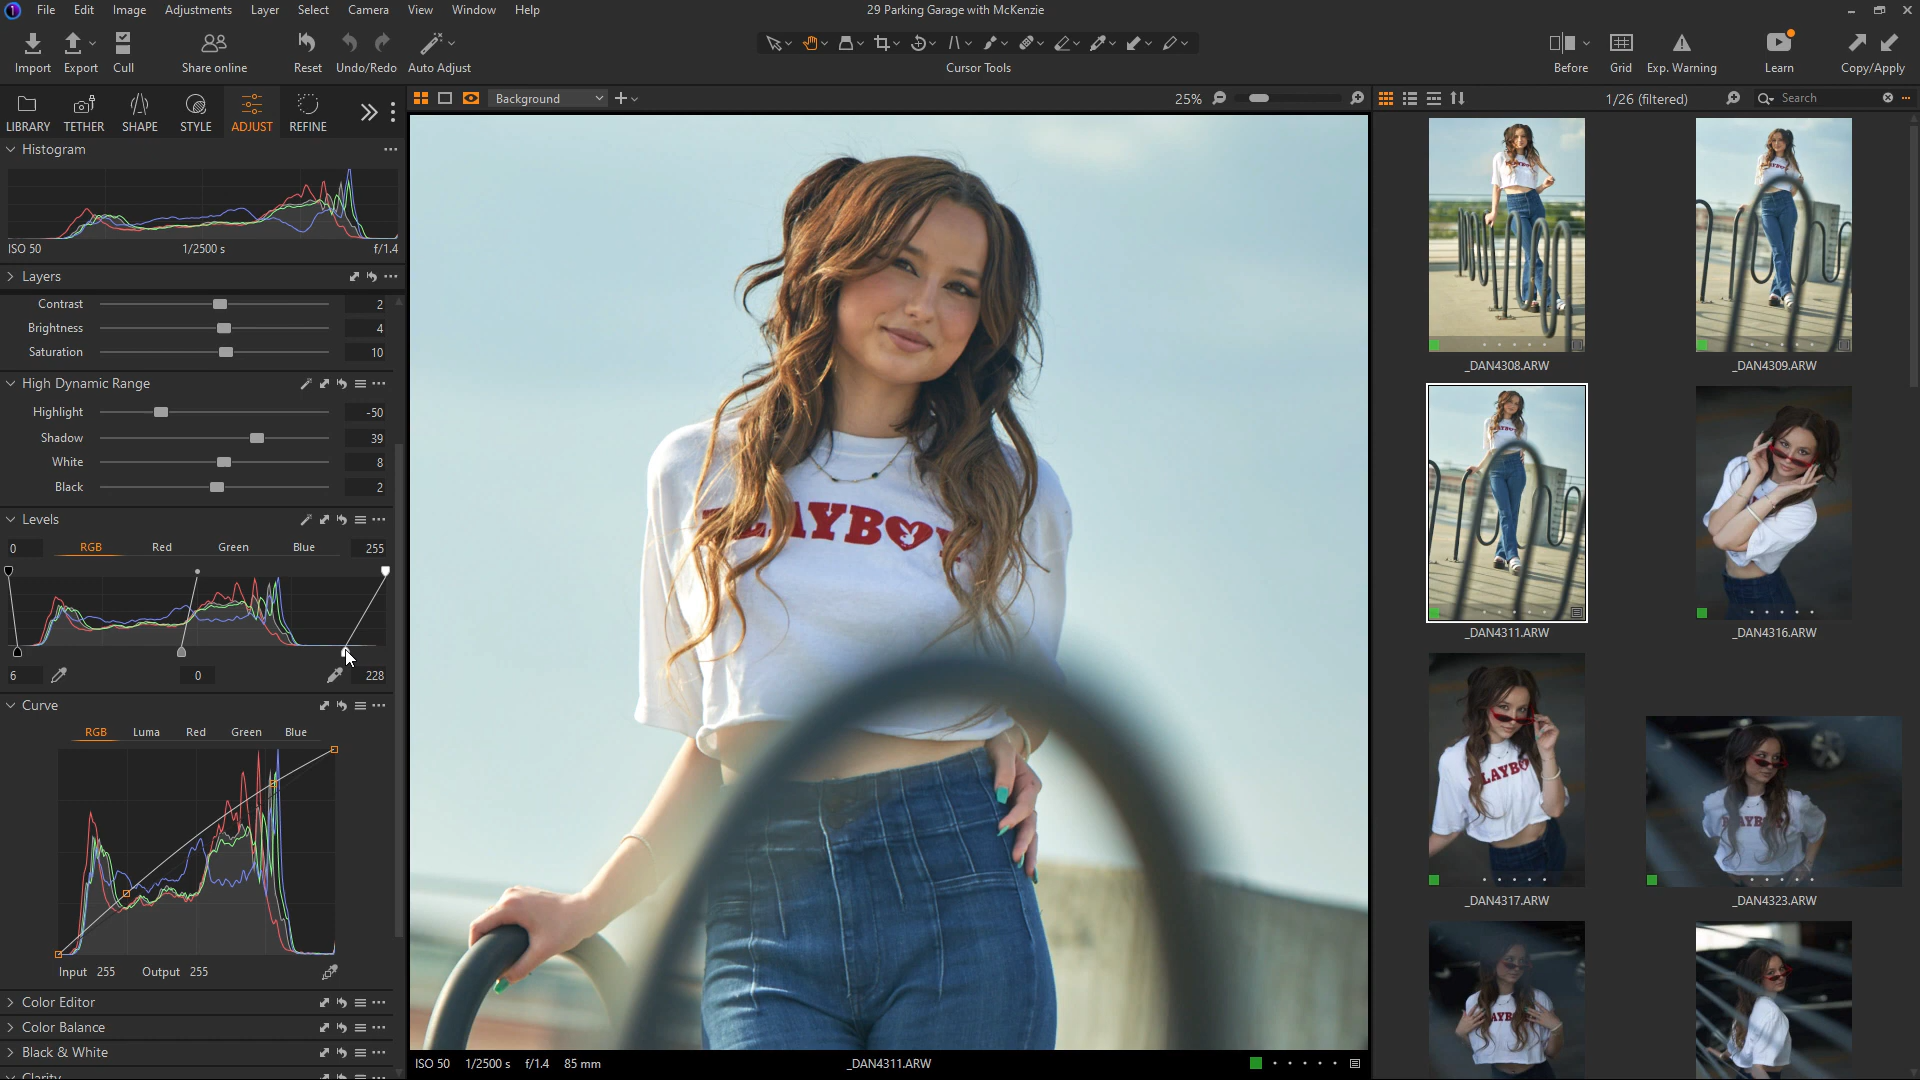 File Edit Image Adjustments Layer Select Camera View Window Help
29 Parking Garage with McKenzie
Import Export Cull Share online Reset Undo/Redo Auto Adjust
Cursor Tools
Before Grid Exp. Warning Learn Copy/Apply
LIBRARY TETHER SHAPE STYLE ADJUST REFINE
Background
25%
1/26 (filtered)
Search
Histogram
ISO 50 1/2500 s f/1.4
Layers
Contrast 2
Brightness 4
Saturation 10
High Dynamic Range
Highlight -50
Shadow 39
White 8
Black 2
Levels
0 RGB Red Green Blue 255
6 0 228
Curve
RGB Luma Red Green Blue
Input 255 Output 255
Color Editor
Color Balance
Black & White
Clarity
ISO 50 1/2500 s f/1.4 85 mm
_DAN4311.ARW
_DAN4308.ARW
_DAN4309.ARW
_DAN4311.ARW
_DAN4316.ARW
_DAN4317.ARW
_DAN4323.ARW